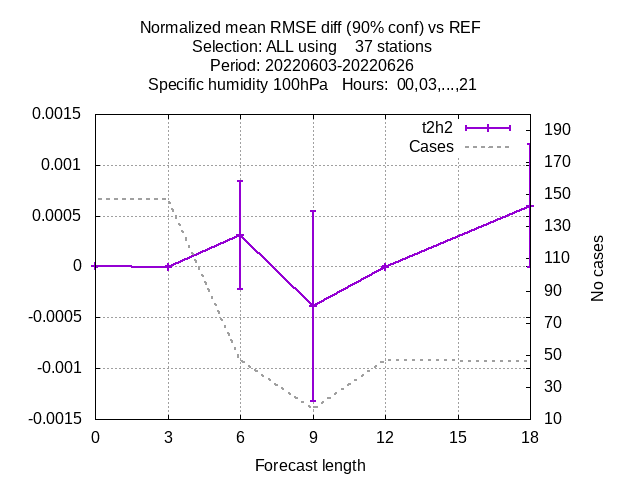 Normalized mean RMSE diff (90% conf) vs REF
Selection: ALL using    37 stations
Period: 20220603-20220626
Specific humidity 100hPa   Hours:  00,03,...,21
t2h2
Cases
0.0015
0.001
0.0005
0
-0.0005
-0.001
-0.0015
190
170
150
130
110
90
70
50
30
10
No cases
0 3 6 9 12 15 18
Forecast length